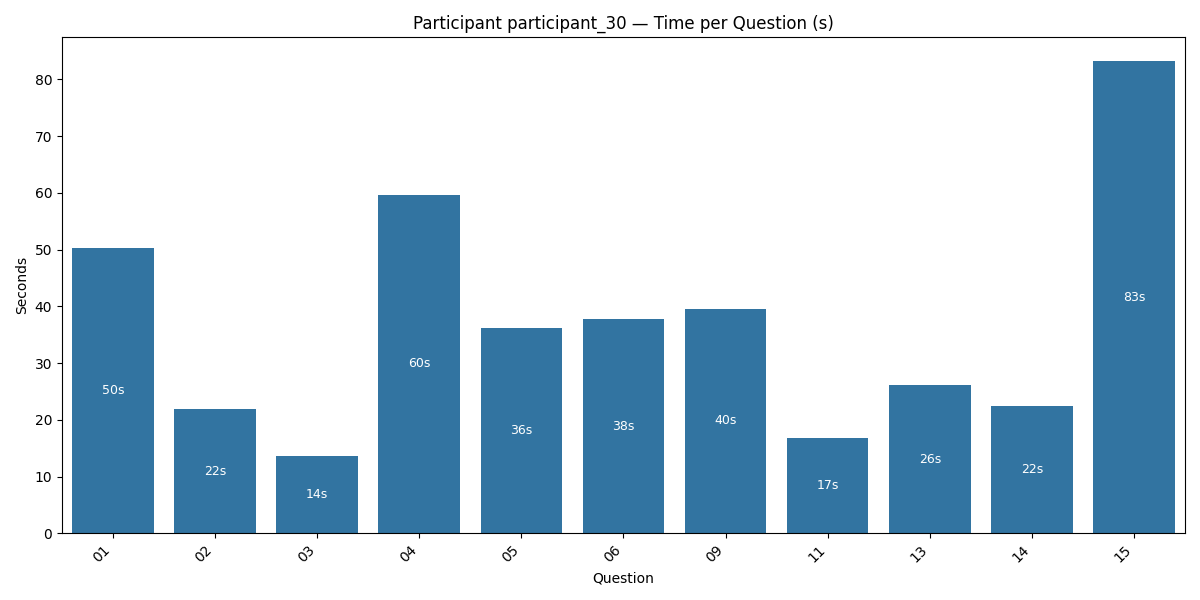 Participant participant_30 — Time per Question (s)
Seconds
80
70
60
50
40
30
20
10
0
50s
22s
14s
60s
36s
38s
40s
17s
26s
22s
83s
01
02
03
04
05
06
09
11
13
14
15
Question